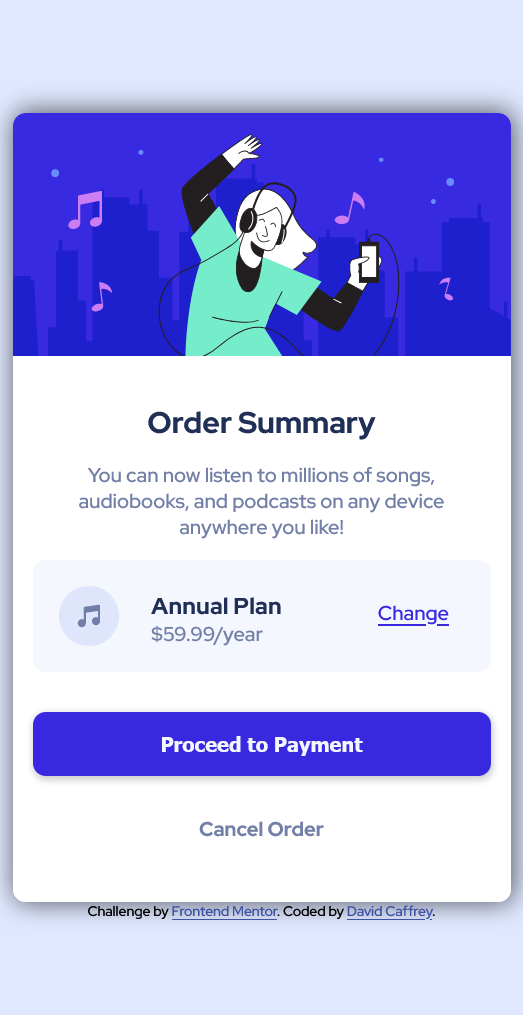 Order Summary
You can now listen to millions of songs,
audiobooks, and podcasts on any device
anywhere you like!
Annual Plan
$59.99/year
Change
Proceed to Payment
Cancel Order
Challenge by Frontend Mentor. Coded by David Caffrey.